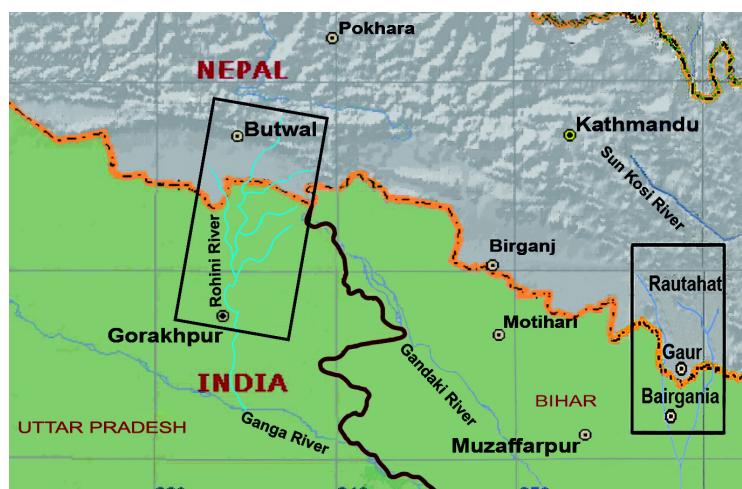 Pokhara
NEPAL
Butwal
Kathmandu
Sun Kosi River
Rohini River
Birganj
Rautahat
Gorakhpur
Motihari
Gaur
Gandaki River
INDIA
Bairgania
BIHAR
UTTAR PRADESH
Ganga River
Muzaffarpur